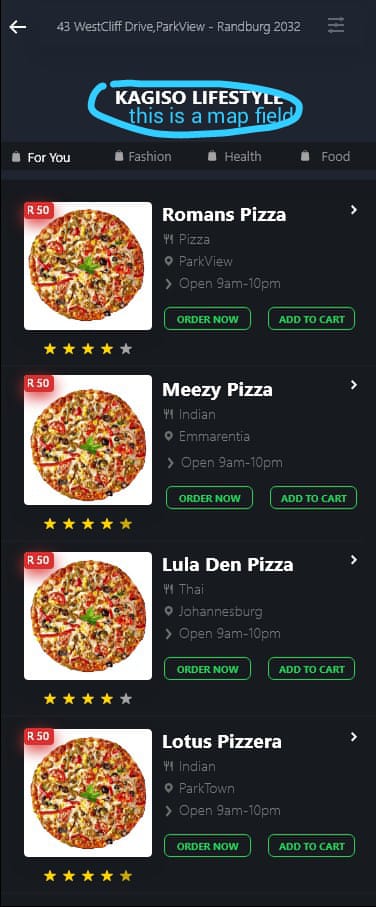 43 WestCliff Drive,ParkView - Randburg 2032
KAGISO LIFESTYLE
this is a map field
For You Fashion Health Food
R 50
Romans Pizza
Pizza
ParkView
Open 9am-10pm
ORDER NOW ADD TO CART
R 50
Meezy Pizza
Indian
Emmarentia
Open 9am-10pm
ORDER NOW ADD TO CART
R 50
Lula Den Pizza
Thai
Johannesburg
Open 9am-10pm
ORDER NOW ADD TO CART
R 50
Lotus Pizzera
Indian
ParkTown
Open 9am-10pm
ORDER NOW ADD TO CART